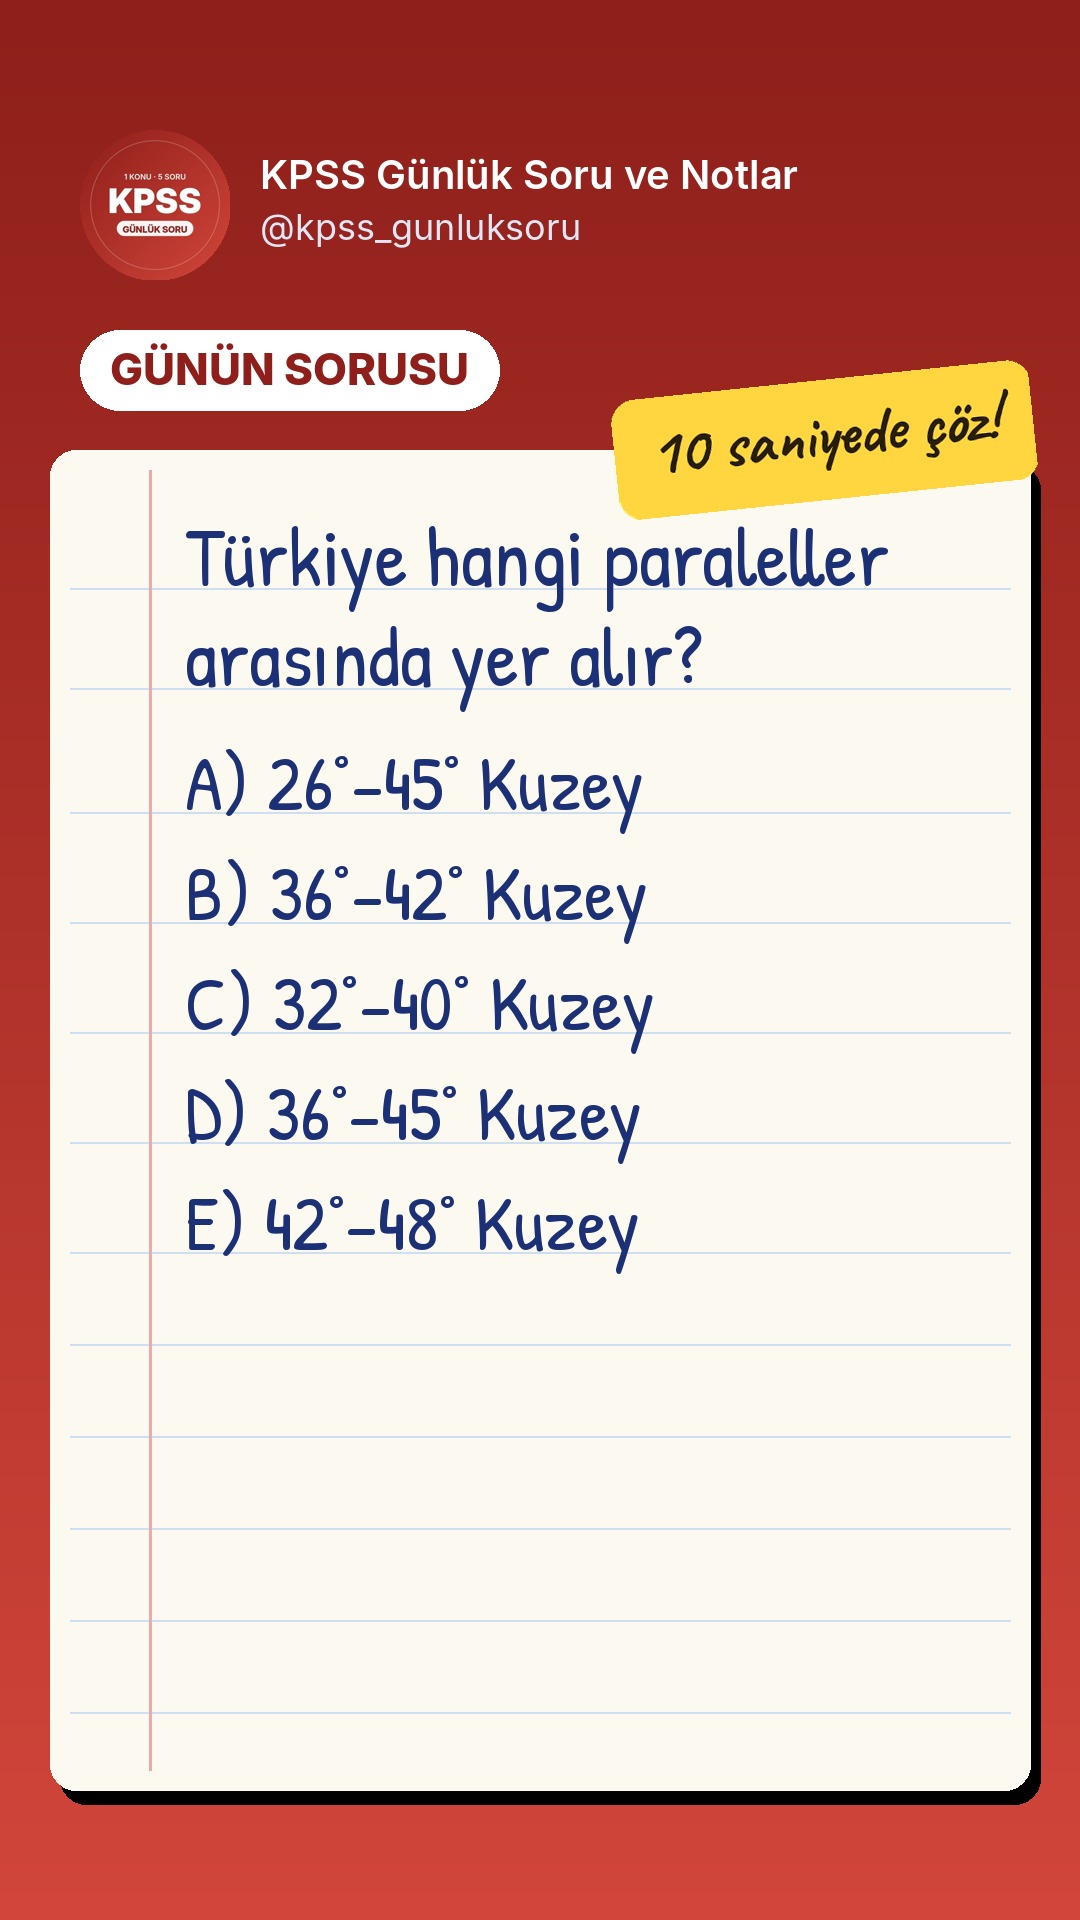 1 KONU · 5 SORU
KPSS
GÜNLÜK SORU
KPSS Günlük Soru ve Notlar
@kpss_gunluksoru
GÜNÜN SORUSU
10 saniyede çöz!
Türkiye hangi paraleller
arasında yer alır?
A) 26°–45° Kuzey
B) 36°–42° Kuzey
C) 32°–40° Kuzey
D) 36°–45° Kuzey
E) 42°–48° Kuzey